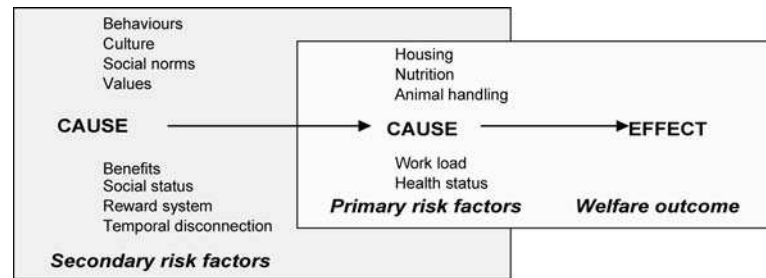 Behaviours
Culture
Social norms
Values
CAUSE
Benefits
Social status
Reward system
Temporal disconnection
Secondary risk factors
Housing
Nutrition
Animal handling
CAUSE
Work load
Health status
Primary risk factors
EFFECT
Welfare outcome